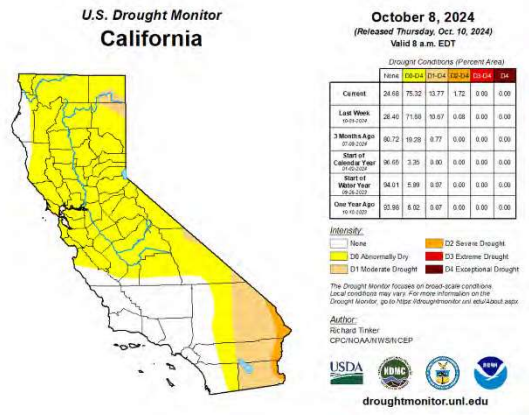 U.S. Drought Monitor
California
October 8, 2024
(Released Thursday, Oct. 10, 2024)
Valid 8 a.m. EDT
Drought Conditions (Percent Area)
None D0-D4 D1-D4 D2-D4 D3-D4 D4
Current 24.68 75.32 13.77 1.72 0.00 0.00
Last Week 28.40 10.67 0.08 0.00 0.00
3 Months Ago 80.72 19.28 0.77 0.00 0.00 0.00
Start of
Calendar Year 96.65 3.35 0.00 0.00 0.00 0.00
Start of
Water Year 94.01 0.07 0.00 0.00 0.00
One Year Ago 93.98 6.02 0.07 0.00 0.00 0.00
Intensity:
None
D0 Abnormally Dry
D1 Moderate Drought
D2 Severe Drought
D3 Extreme Drought
D4 Exceptional Drought
The Drought Monitor focuses on broad-scale conditions.
Local conditions may vary. For more information on the
Drought Monitor, go to https://droughtmonitor.unl.edu/About.aspx
Author:
Richard Tinker
CPC/NOAA/NWS/NCEP
USDA
NDMC
NOAA
droughtmonitor.unl.edu